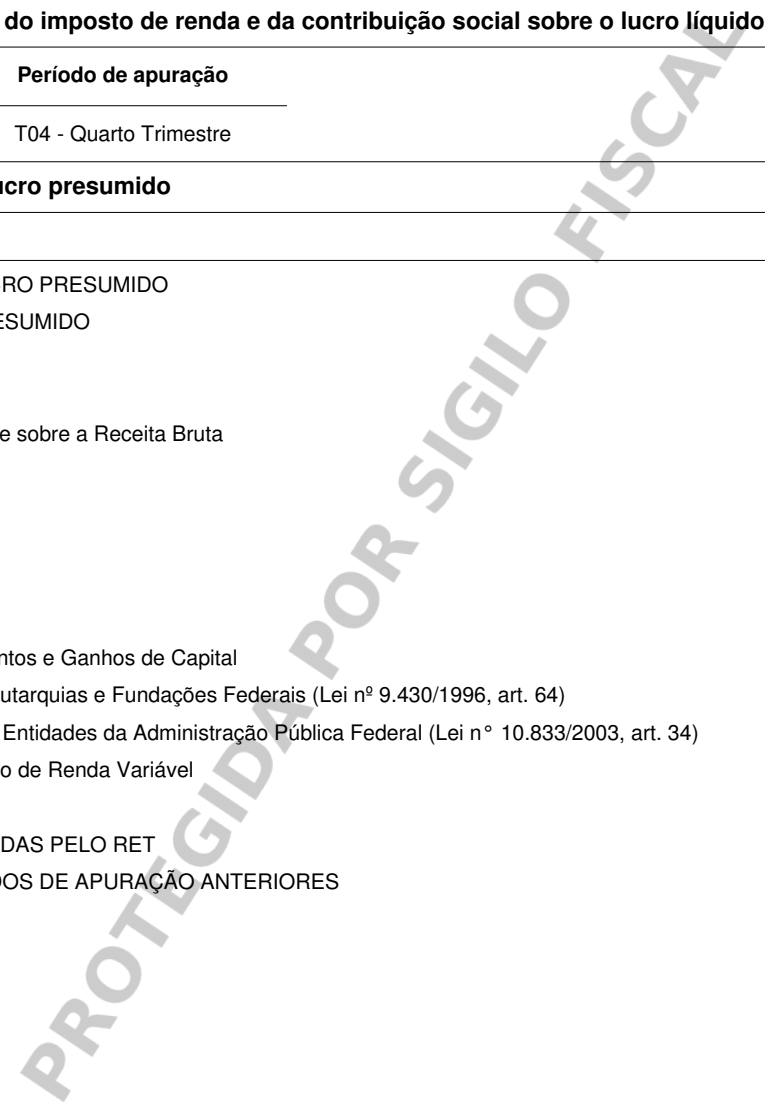 do imposto de renda e da contribuição social sobre o lucro líquido
Período de apuração
T04 - Quarto Trimestre
ucro presumido
RO PRESUMIDO
ESUMIDO
e sobre a Receita Bruta
ntos e Ganhos de Capital
utarquias e Fundações Federais (Lei nº 9.430/1996, art. 64)
Entidades da Administração Pública Federal (Lei n° 10.833/2003, art. 34)
o de Renda Variável
DAS PELO RET
OS DE APURAÇÃO ANTERIORES
PROTEGIDA POR SIGILO FISCAL